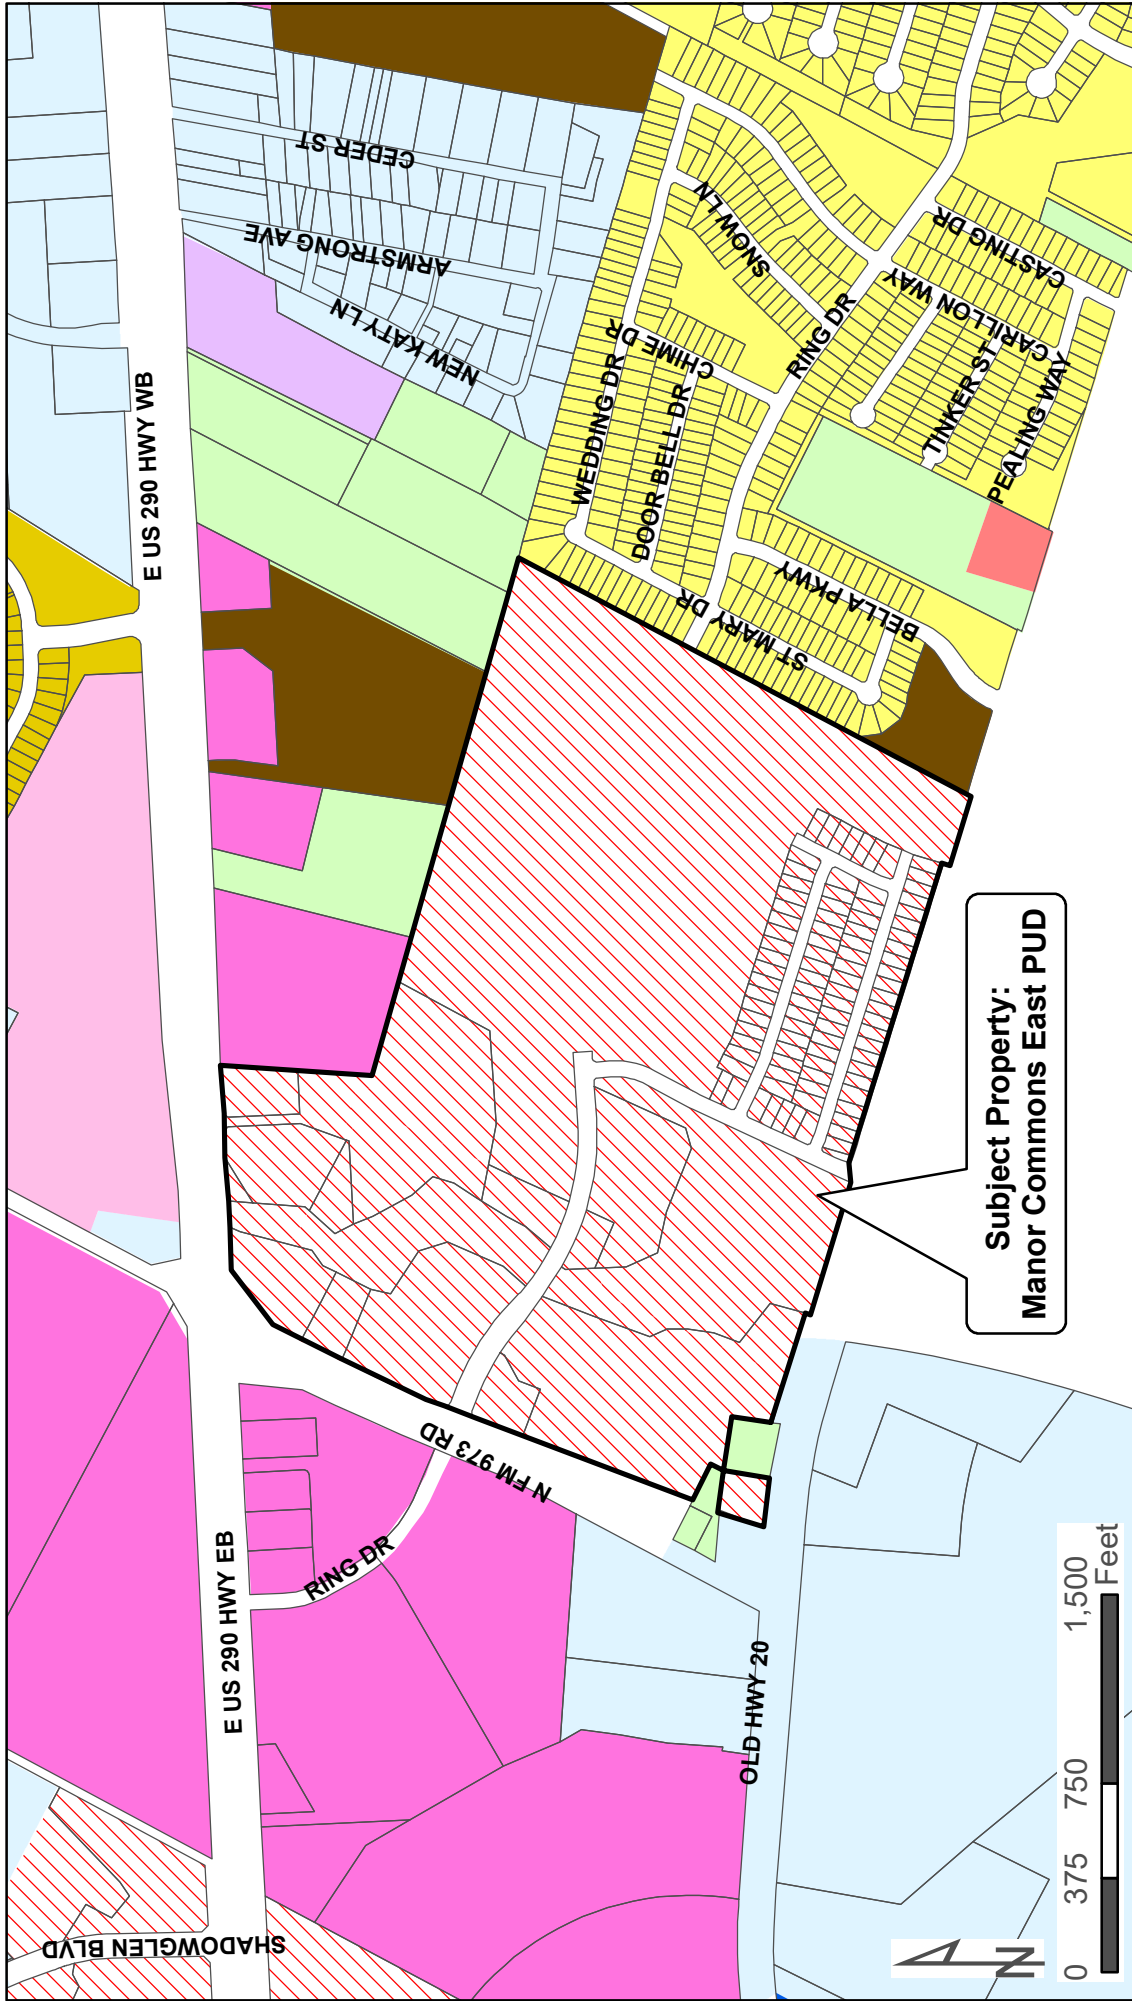 SHADOWGLEN BLVD
E US 290 HWY EB
E US 290 HWY WB
RING DR
N FM 973 RD
OLD HWY 20
CEDER ST
ARMSTRONG AVE
NEW KATY LN
WEDDING DR
CHIME DR
SNOW LN
DOOR BELL DR
ST MARY DR
RING DR
BELLA PKWY
CARILLON WAY
CASTING DR
TINKER ST
PEALING WAY
Subject Property:
Manor Commons East PUD
N
0 375 750 1,500
Feet